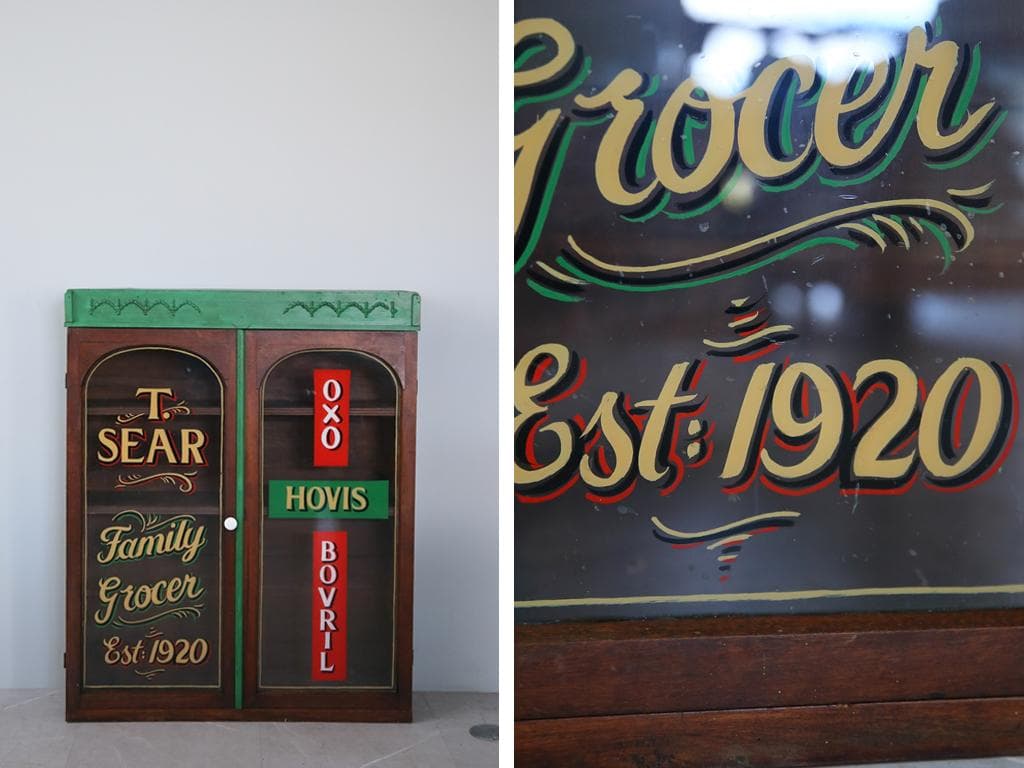 T.
SEAR
Family
Grocer
Est: 1920
OXO
HOVIS
BOVRIL
Grocer
Est: 1920